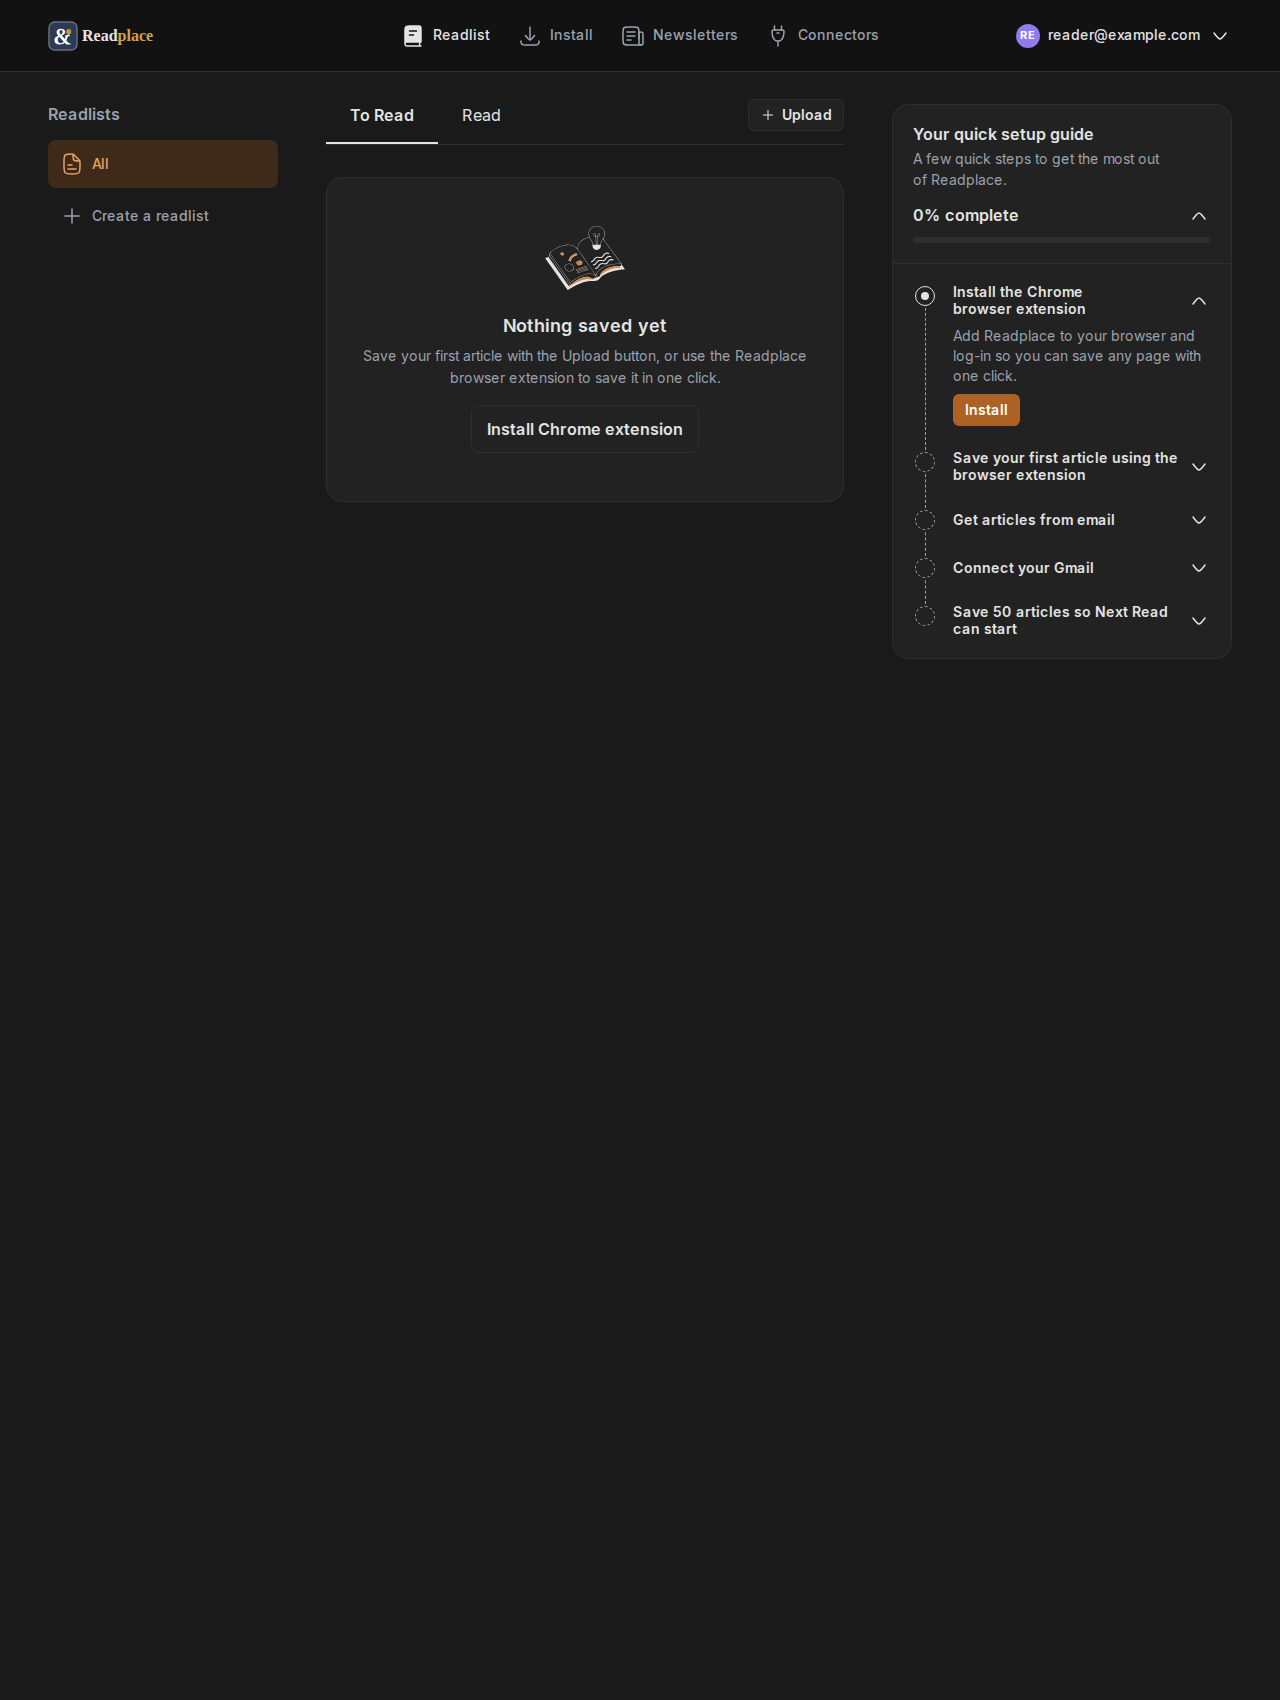 & Readplace
Readlist
Install
Newsletters
Connectors
RE
reader@example.com
Readlists
All
Create a readlist
To Read
Read
Upload
Nothing saved yet
Save your first article with the Upload button, or use the Readplace
browser extension to save it in one click.
Install Chrome extension
Your quick setup guide
A few quick steps to get the most out
of Readplace.
0% complete
Install the Chrome
browser extension
Add Readplace to your browser and
log-in so you can save any page with
one click.
Install
Save your first article using the
browser extension
Get articles from email
Connect your Gmail
Save 50 articles so Next Read
can start